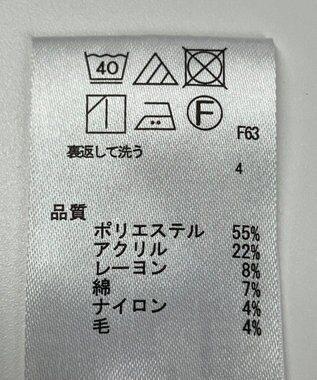 40
F
F63
裏返して洗う
4
品質
ポリエステル 55%
アクリル 22%
レーヨン 8%
綿 7%
ナイロン 4%
毛 4%